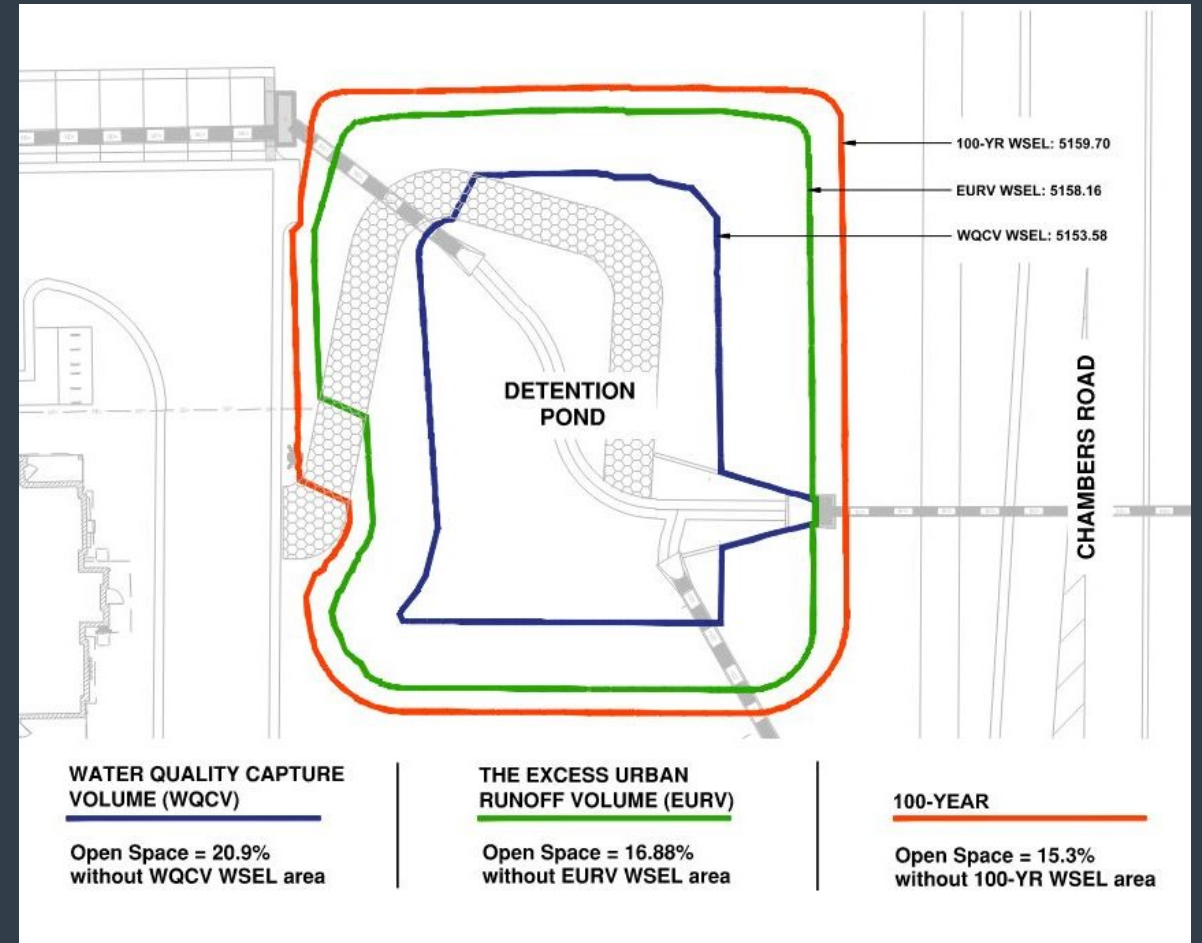 100-YR WSEL: 5159.70
EURV WSEL: 5158.16
WQCV WSEL: 5153.58
DETENTION
POND
CHAMBERS ROAD
WATER QUALITY CAPTURE
VOLUME (WQCV)
Open Space = 20.9%
without WQCV WSEL area
THE EXCESS URBAN
RUNOFF VOLUME (EURV)
Open Space = 16.88%
without EURV WSEL area
100-YEAR
Open Space = 15.3%
without 100-YR WSEL area